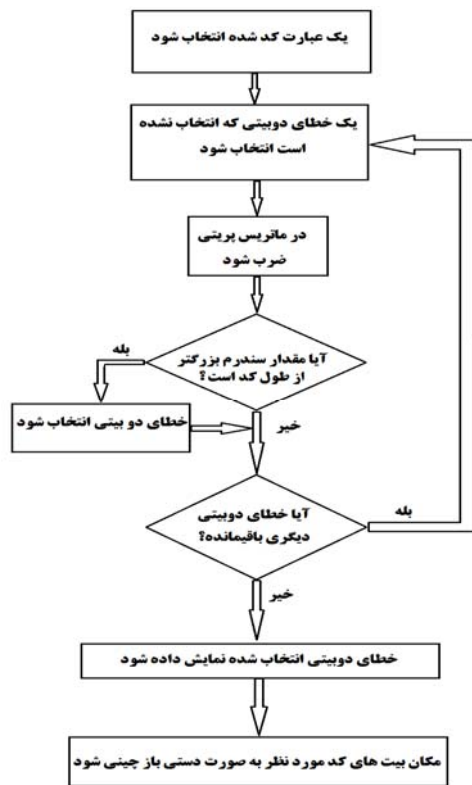 یک عبارت کد شده انتخاب شود
یک خطای دوبیتی که انتخاب نشده
است انتخاب شود
در ماتریس پریتی
ضرب شود
آیا مقدار سندرم بزرگتر
از طول کد است؟
بله
خطای دو بیتی انتخاب شود
خیر
آیا خطای دوبیتی
دیگری باقیمانده؟
بله
خیر
خطای دوبیتی انتخاب شده نمایش داده شود
مکان بیت های کد مورد نظر به صورت دستی باز چینی شود